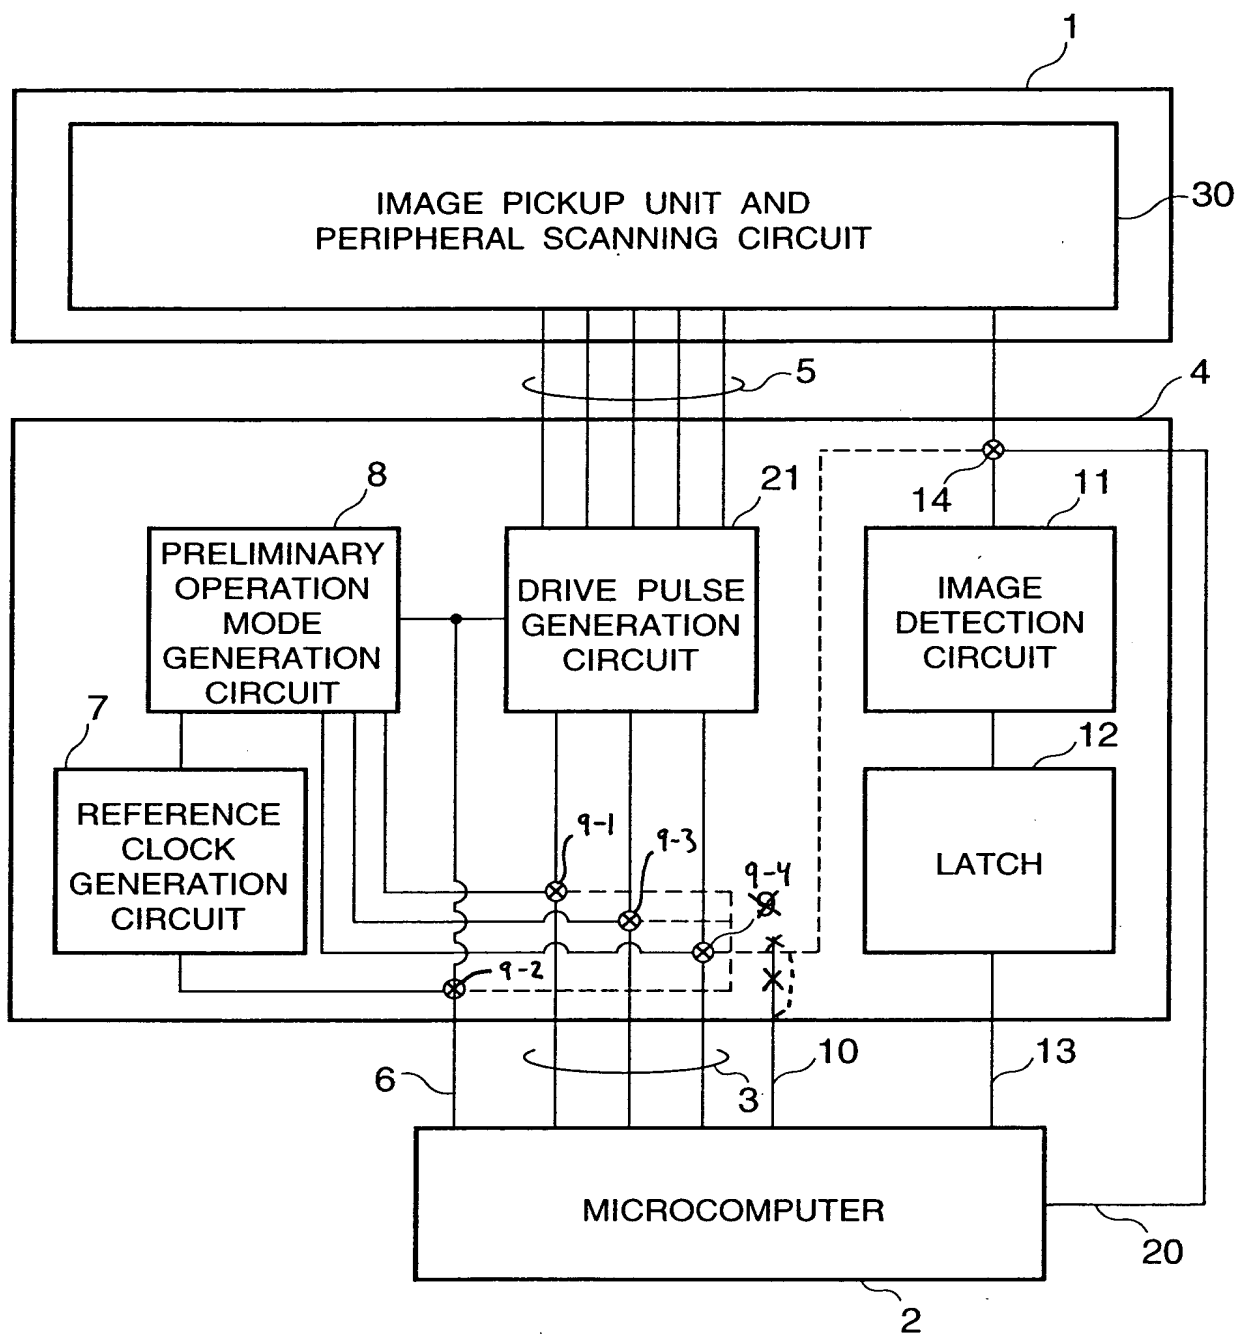 1
IMAGE PICKUP UNIT AND
PERIPHERAL SCANNING CIRCUIT
30
5
4
8
21
14
11
PRELIMINARY
OPERATION
MODE
GENERATION
CIRCUIT
DRIVE PULSE
GENERATION
CIRCUIT
IMAGE
DETECTION
CIRCUIT
7
12
REFERENCE
CLOCK
GENERATION
CIRCUIT
9-1
9-3
9-4
9-2
LATCH
6
3
10
13
MICROCOMPUTER
20
2